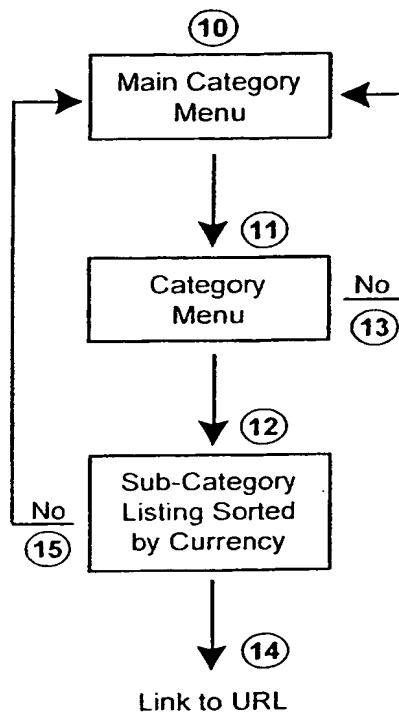 10
Main Category
Menu
11
Category
Menu
No
13
12
Sub-Category
Listing Sorted
by Currency
No
15
14
Link to URL